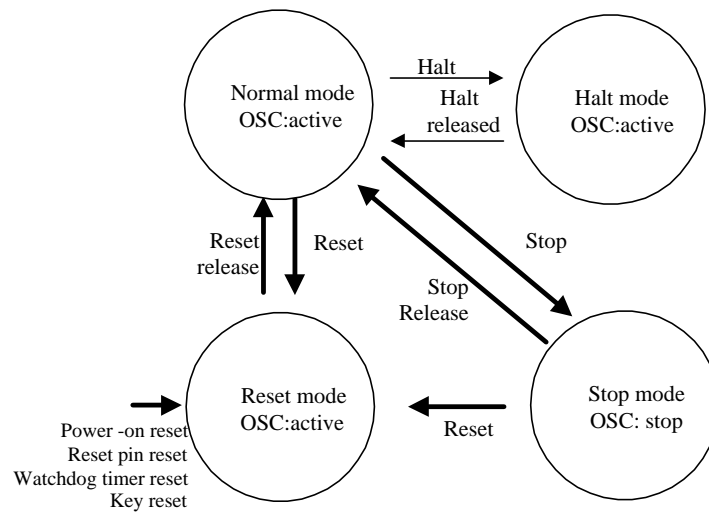 Normal mode
OSC:active
Halt
Halt
released
Halt mode
OSC:active
Reset
release
Reset
Stop
Stop
Release
Reset mode
OSC:active
Stop mode
OSC: stop
Reset
Power -on reset
Reset pin reset
Watchdog timer reset
Key reset